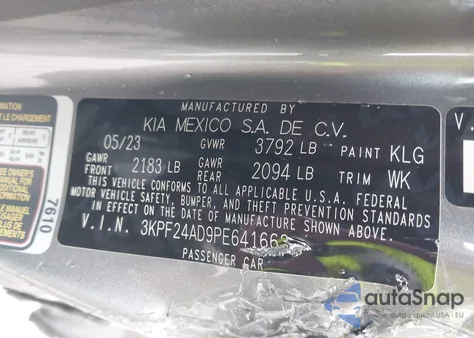 MANUFACTURED BY
KIA MEXICO S.A. DE C.V.
05/23 GVWR 3792 LB PAINT KLG
GAWR FRONT 2183 LB GAWR REAR 2094 LB TRIM WK
THIS VEHICLE CONFORMS TO ALL APPLICABLE U.S.A. FEDERAL
MOTOR VEHICLE SAFETY, BUMPER, AND THEFT PREVENTION STANDARDS
IN EFFECT ON THE DATE OF MANUFACTURE SHOWN ABOVE.
V.I.N. 3KPF24AD9PE64166
PASSENGER CAR
7610
V
autoSnap